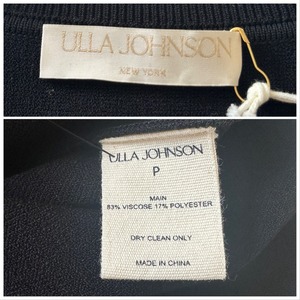 ULLA JOHNSON
NEW YORK
ULLA JOHNSON
P
MAIN
83% VISCOSE 17% POLYESTER
DRY CLEAN ONLY
MADE IN CHINA